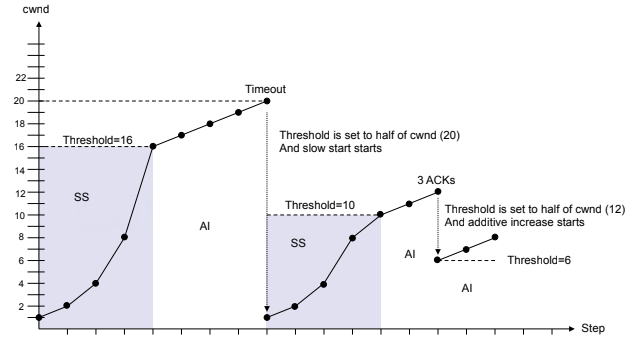 cwnd
22
Timeout
20
Threshold is set to half of cwnd (20)
And slow start starts
18
Threshold=16
16
14
3 ACKs
12
SS
Threshold=10
Threshold is set to half of cwnd (12)
And additive increase starts
10
AI
SS
8
AI
Threshold=6
6
AI
4
2
Step